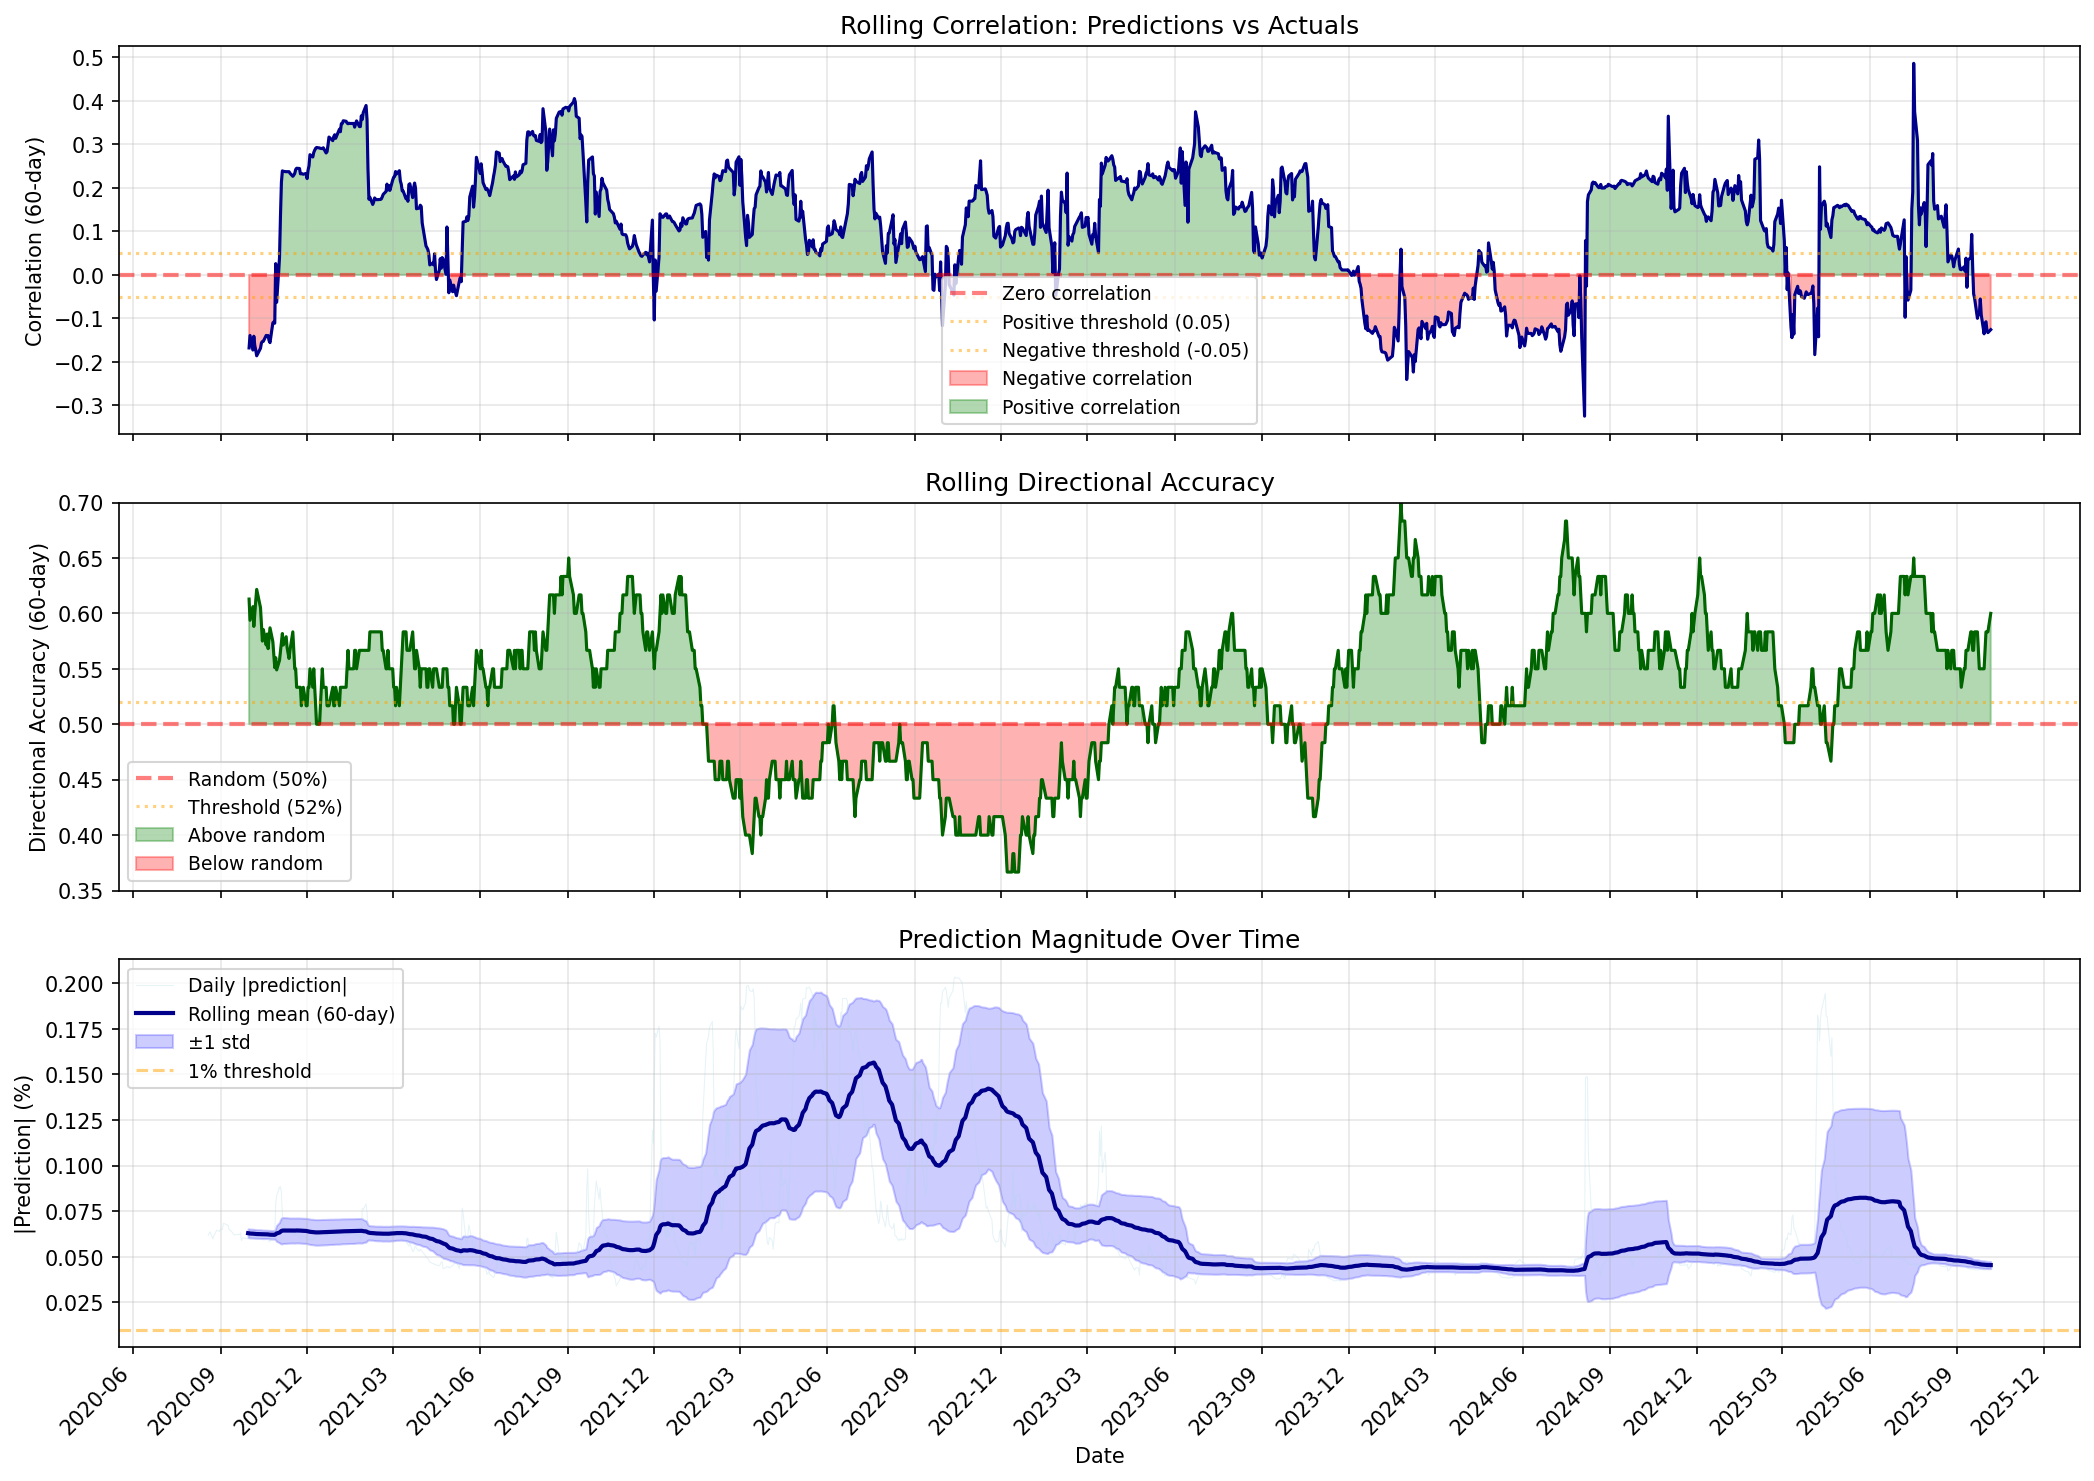 Rolling Correlation: Predictions vs Actuals
Correlation (60-day)
0.5
0.4
0.3
0.2
0.1
0.0
−0.1
−0.2
−0.3
Zero correlation
Positive threshold (0.05)
Negative threshold (-0.05)
Negative correlation
Positive correlation
Rolling Directional Accuracy
Directional Accuracy (60-day)
0.70
0.65
0.60
0.55
0.50
0.45
0.40
0.35
Random (50%)
Threshold (52%)
Above random
Below random
Prediction Magnitude Over Time
|Prediction| (%)
0.200
0.175
0.150
0.125
0.100
0.075
0.050
0.025
Daily |prediction|
Rolling mean (60-day)
±1 std
1% threshold
2020-06
2020-09
2020-12
2021-03
2021-06
2021-09
2021-12
2022-03
2022-06
2022-09
2022-12
2023-03
2023-06
2023-09
2023-12
2024-03
2024-06
2024-09
2024-12
2025-03
2025-06
2025-09
2025-12
Date